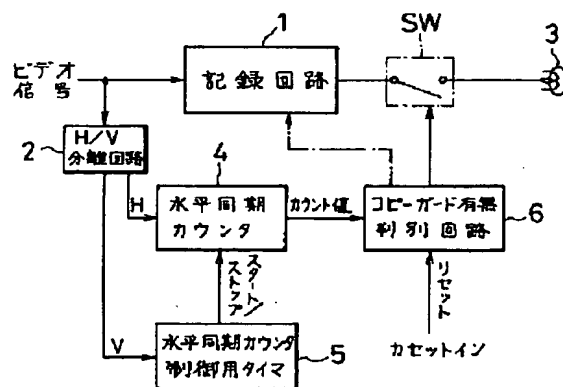 SW
1
3
ビデオ
信号
記録回路
2
H/V
分離回路
4
H
水平同期
カウンタ
カウント値
コピーガード有無
判別回路
6
スタート/
ストップ
リセット
V
水平同期カウンタ
制御用タイマ
5
カセットイン